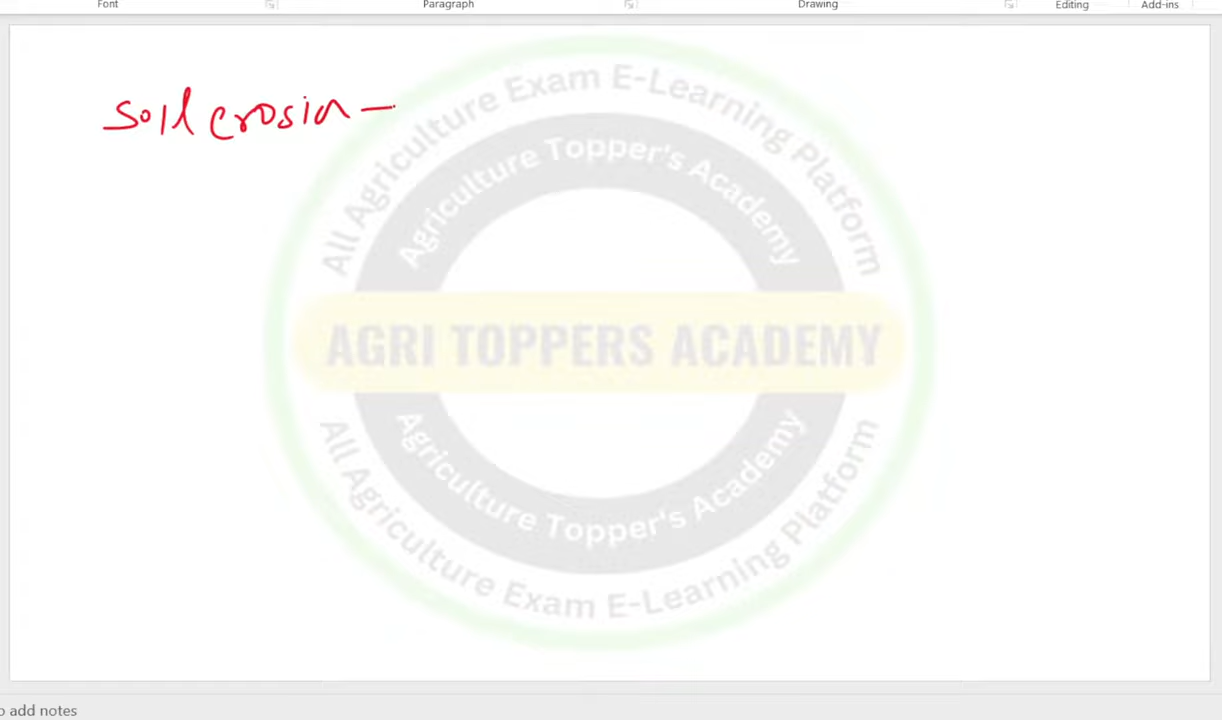 Font Paragraph Drawing Editing Add-ins
Soil erosion -
All Agriculture Exam E-Learning Platform
Agriculture Topper's Academy
AGRI TOPPERS ACADEMY
Agriculture Topper's Academy
All Agriculture Exam E-Learning Platform
o add notes